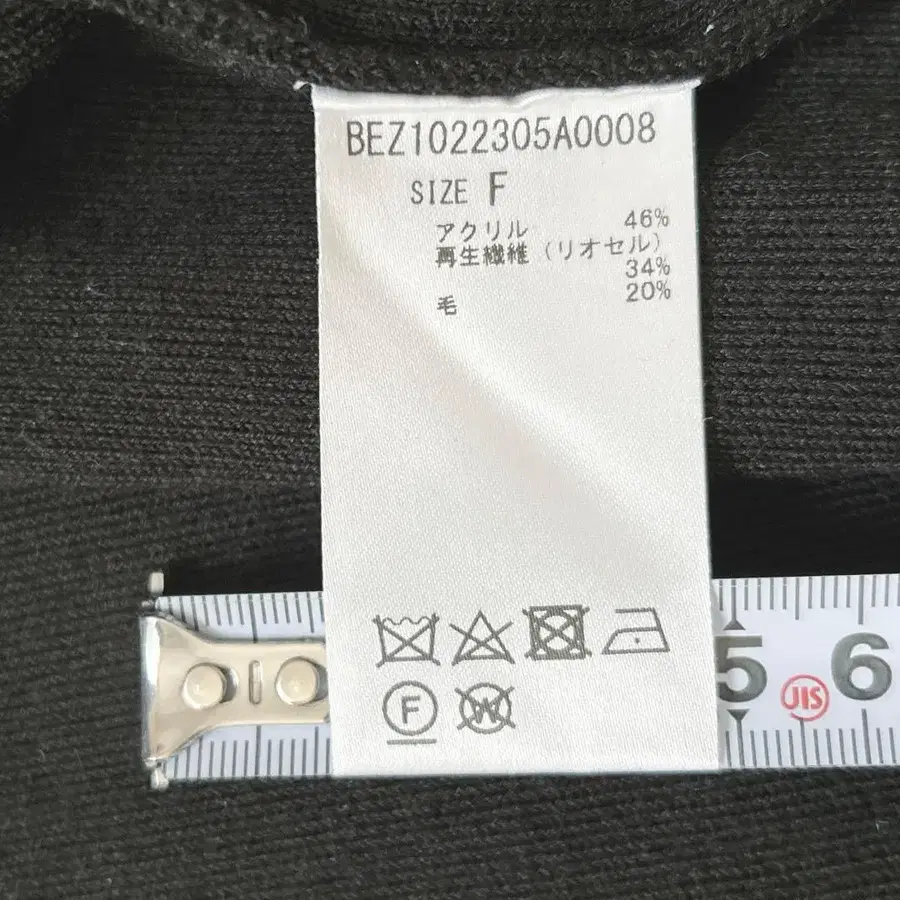 BEZ1022305A0008
SIZE F
アクリル 46%
再生繊維（リオセル）
34%
毛 20%
F W
5 JIS 6